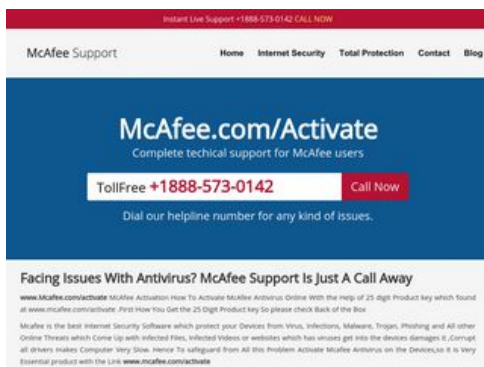 Instant Live Support +1888-573-0142 CALL NOW
McAfee Support Home Internet Security Total Protection Contact Blog
McAfee.com/Activate
Complete techical support for McAfee users
TollFree +1888-573-0142 Call Now
Dial our helpline number for any kind of issues.
Facing Issues With Antivirus? McAfee Support Is Just A Call Away
www.Mcafee.com/activate McAfee Activation How To Activate McAfee Antivirus Online With the Help of 25 digit Product key which found
at www.mcafee.com/activate .First How You Get the 25 Digit Product key So please check Back of the Box
Mcafee is the best Internet Security Software which protect your Devices from Virus, Infections, Malware, Trojan, Phishing and All other
Online Threats which Come Up with Infected Files, Infected Videos or websites which has viruses get into the devices damages it ,Corrupt
all drivers makes Computer Very Slow. Hence To safeguard from All this Problem Activate Mcafee Antivirus on the Devices,so it Is Very
Essential product with the Link www.mcafee.com/activate